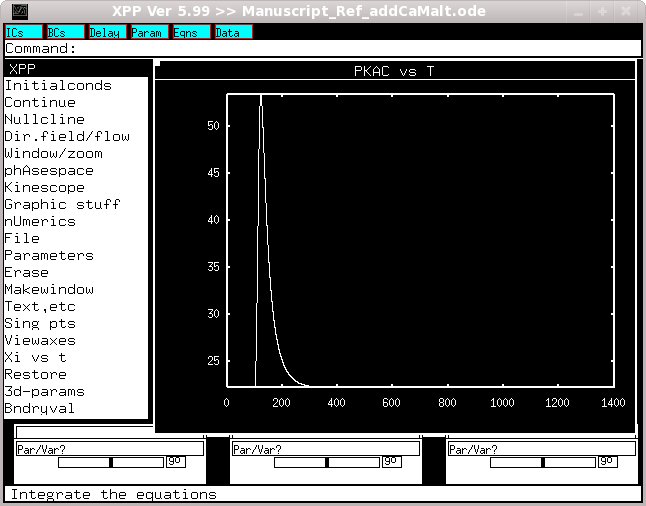 XPP Ver 5.99 >> Manuscript_Ref_addCaMalt.ode
ICs BCs Delay Param Eqns Data
Command:
XPP
Initialconds
Continue
Nullcline
Dir.field/flow
Window/zoom
phAsespace
Kinescope
Graphic stuff
nUmerics
File
Parameters
Erase
Makewindow
Text,etc
Sing pts
Viewaxes
Xi vs t
Restore
3d-params
Bndryval
PKAC vs T
50
45
40
35
30
25
0 200 400 600 800 1000 1200 1400
Par/Var? Par/Var? Par/Var?
go go go
Integrate the equations